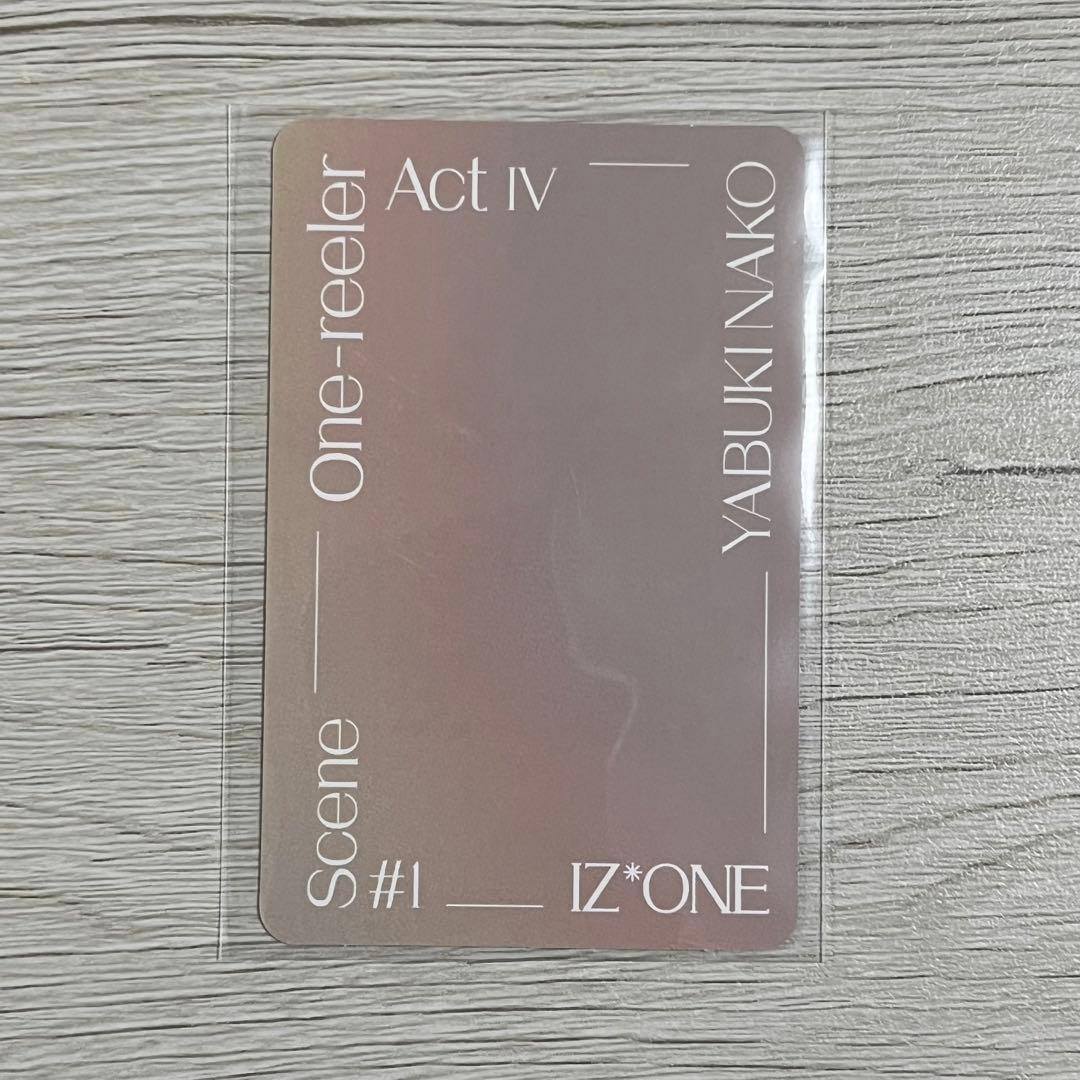 Act IV
One-reeler
Scene
#1
IZ*ONE
YABUKI NAKO